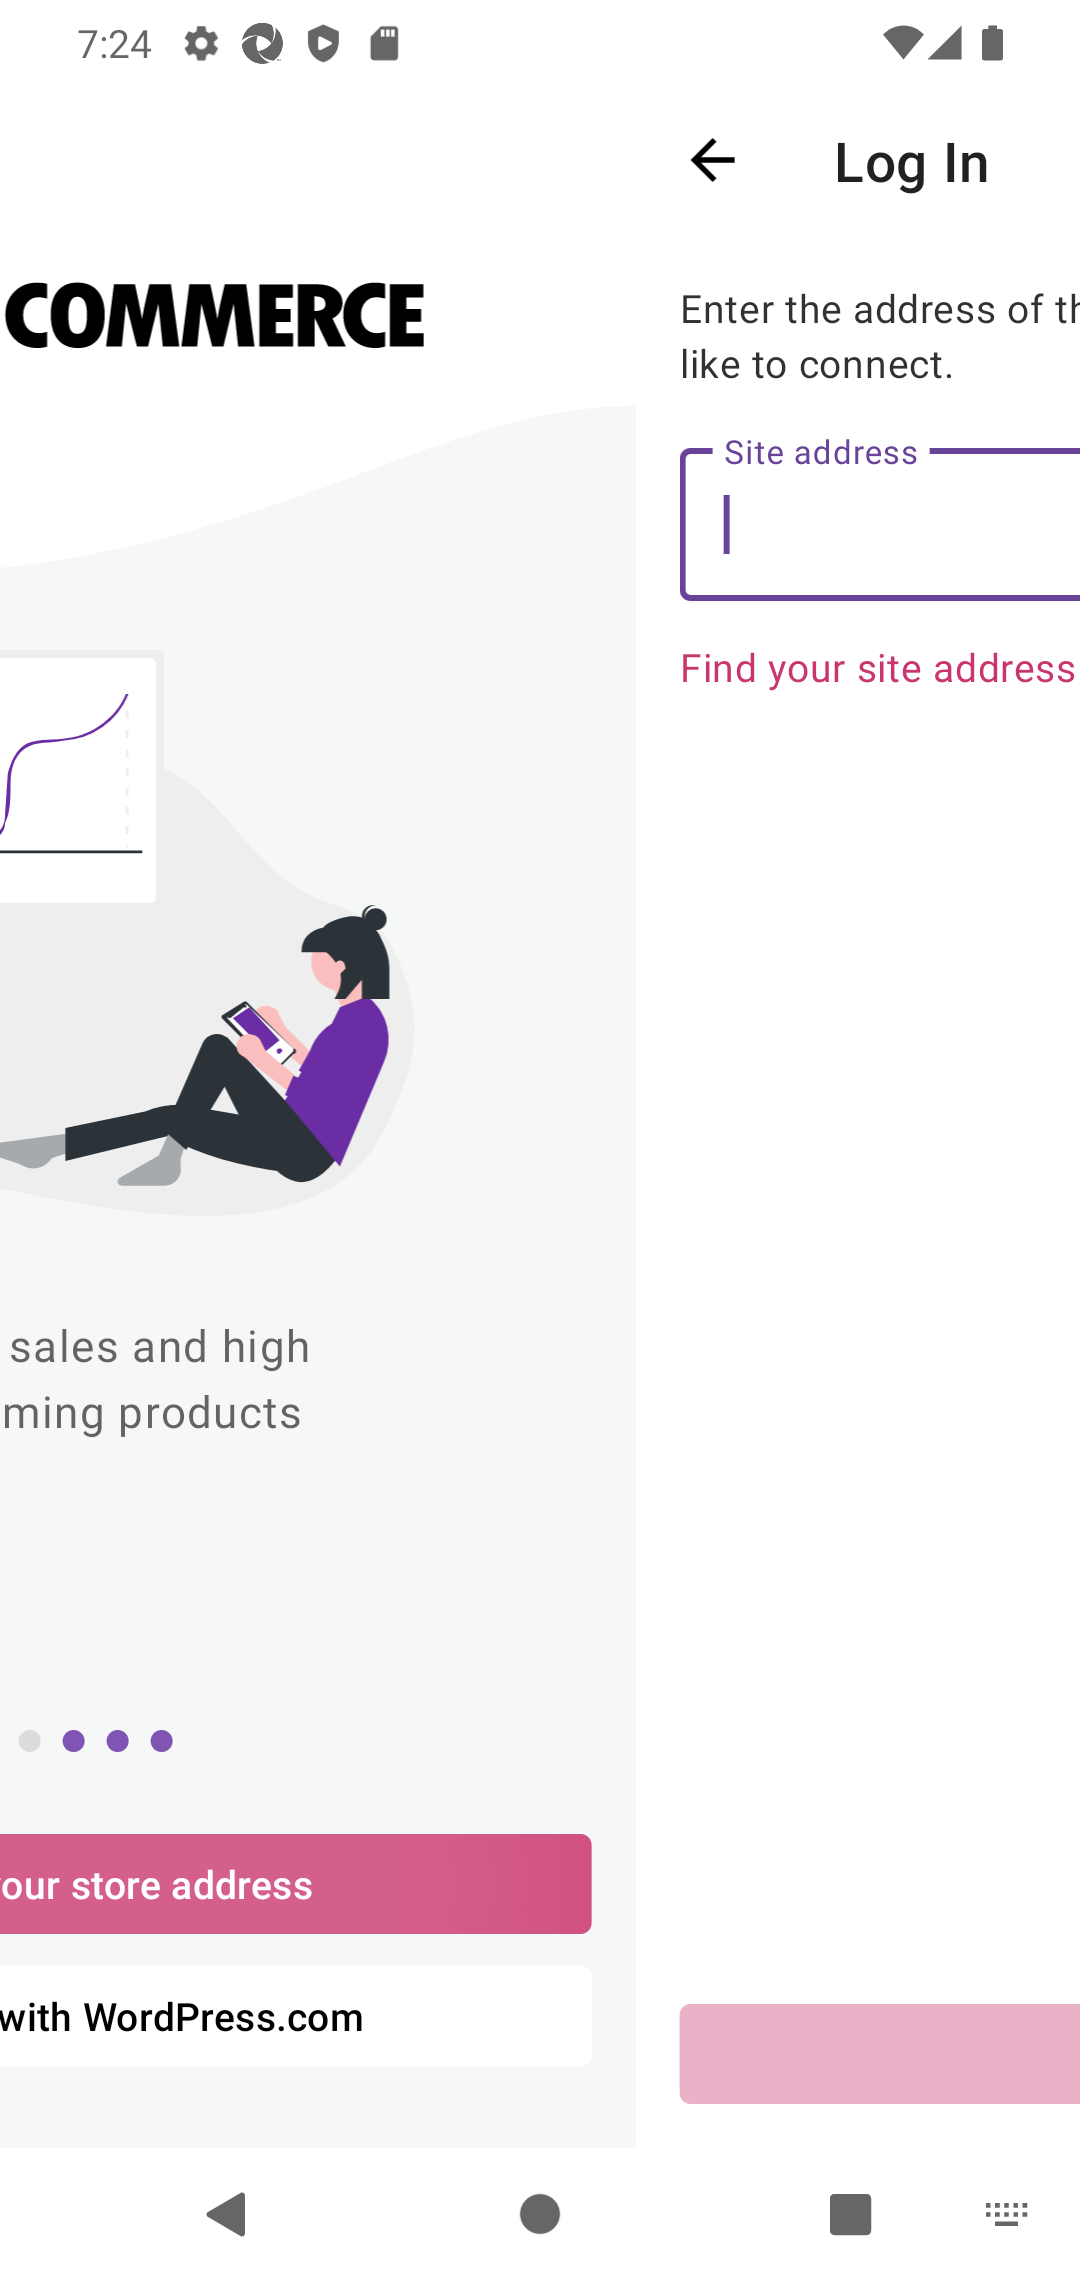 7:24
COMMERCE
sales and high
ming products
our store address
with WordPress.com
Log In
Enter the address of th
like to connect.
Site address
Find your site address